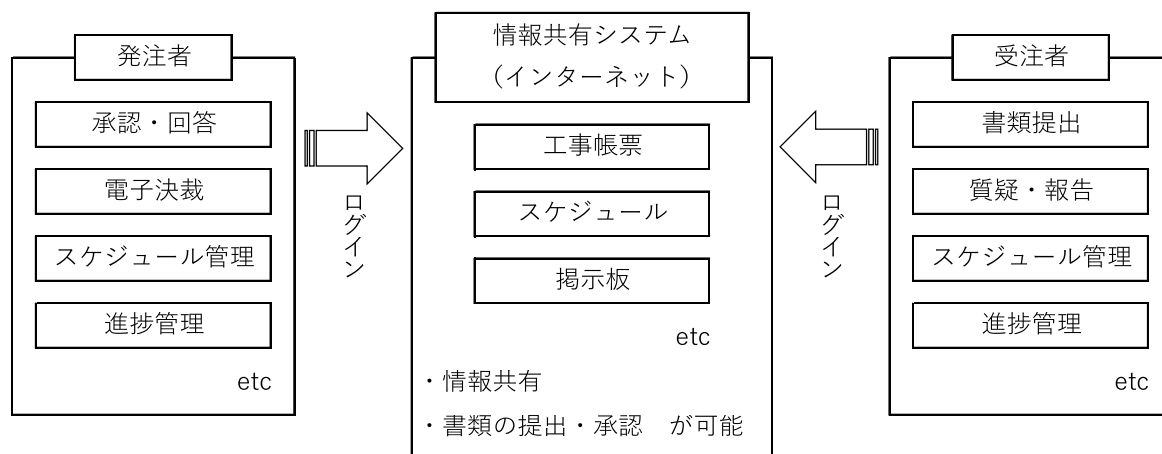 発注者
承認・回答
電子決裁
スケジュール管理
進捗管理
etc
ログイン
情報共有システム
（インターネット）
工事帳票
スケジュール
掲示板
etc
・情報共有
・書類の提出・承認　が可能
ログイン
受注者
書類提出
質疑・報告
スケジュール管理
進捗管理
etc